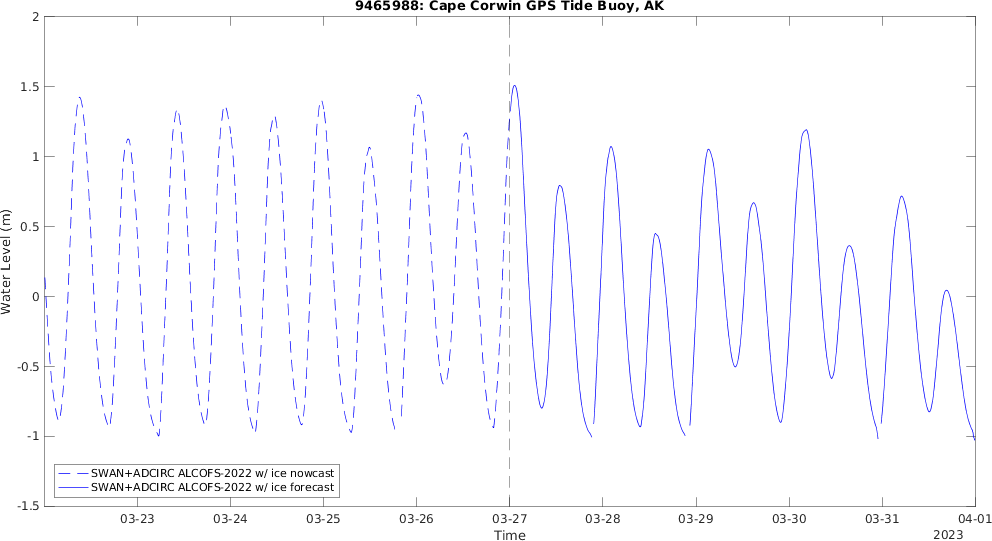 9465988: Cape Corwin GPS Tide Buoy, AK
2
1.5
1
0.5
0
-0.5
-1
-1.5
Water Level (m)
SWAN+ADCIRC ALCOFS-2022 w/ ice nowcast
SWAN+ADCIRC ALCOFS-2022 w/ ice forecast
03-23 03-24 03-25 03-26 03-27 03-28 03-29 03-30 03-31 04-01
Time
2023